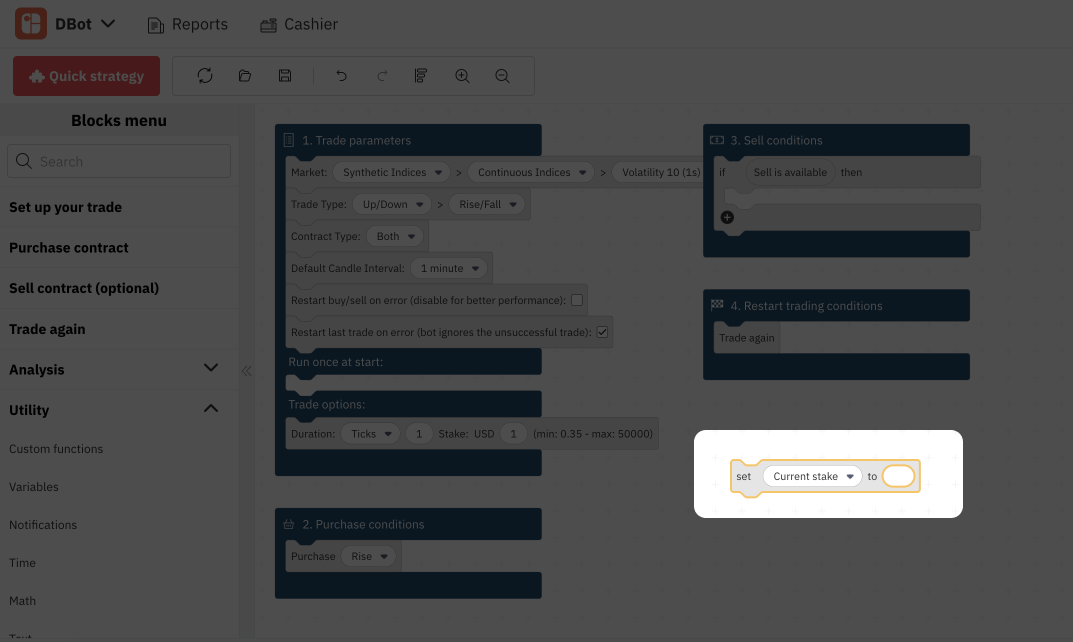 DBot Reports Cashier
Quick strategy
Blocks menu
Search
Set up your trade
Purchase contract
Sell contract (optional)
Trade again
Analysis
Utility
Custom functions
Variables
Notifications
Time
Math
Text
1. Trade parameters
Market: Synthetic Indices > Continuous Indices > Volatility 10 (1s)
Trade Type: Up/Down > Rise/Fall
Contract Type: Both
Default Candle Interval: 1 minute
Restart buy/sell on error (disable for better performance):
Restart last trade on error (bot ignores the unsuccessful trade):
Run once at start:
Trade options:
Duration: Ticks 1 Stake: USD 1 (min: 0.35 - max: 50000)
2. Purchase conditions
Purchase Rise
3. Sell conditions
if Sell is available then
4. Restart trading conditions
Trade again
set Current stake to